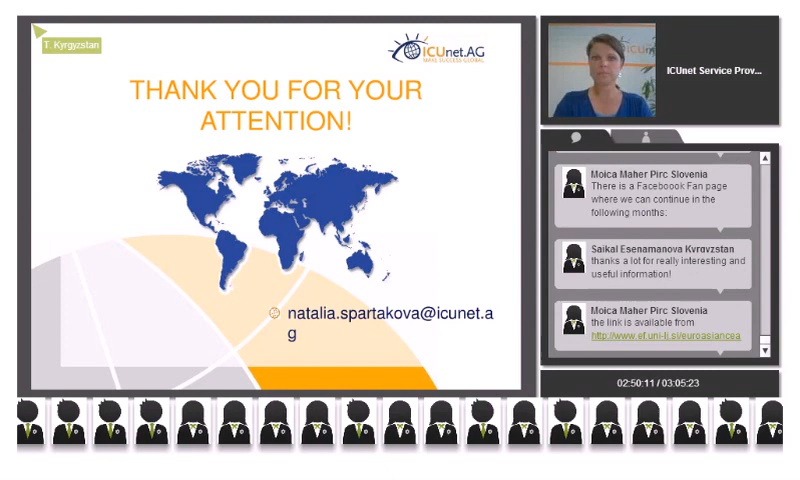 T. Kyrgyzstan
ICUnet.AG
MAKE SUCCESS GLOBAL
THANK YOU FOR YOUR
ATTENTION!
natalia.spartakova@icunet.a
g
ICUnet Service Prov...
Moica Maher Pirc Slovenia
There is a Faceboook Fan page
where we can continue in the
following months:
Saikal Esenamanova Kyrgyzstan
thanks a lot for really interesting and
useful information!
Moica Maher Pirc Slovenia
the link is available from
http://www.ef.uni-lj.si/euroasiancea
02:50:11 / 03:05:23